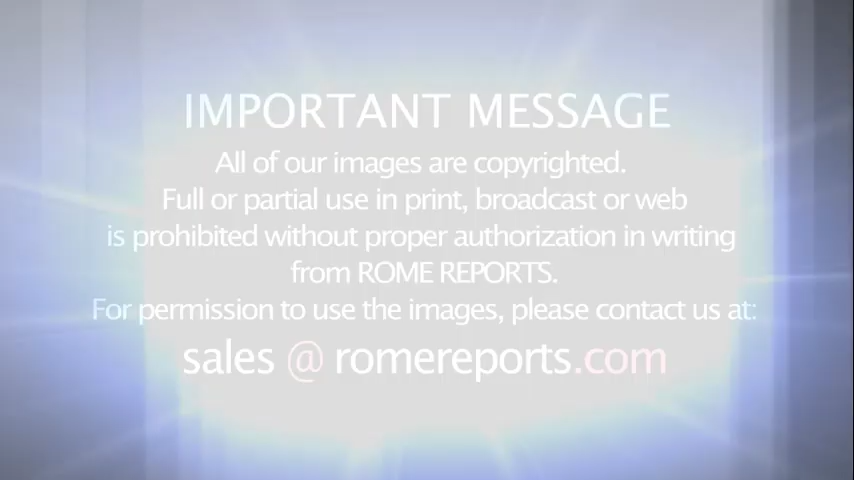 IMPORTANT MESSAGE
All of our images are copyrighted.
Full or partial use in print, broadcast or web
is prohibited without proper authorization in writing
from ROME REPORTS.
For permission to use the images, please contact us at:
sales @ romereports.com